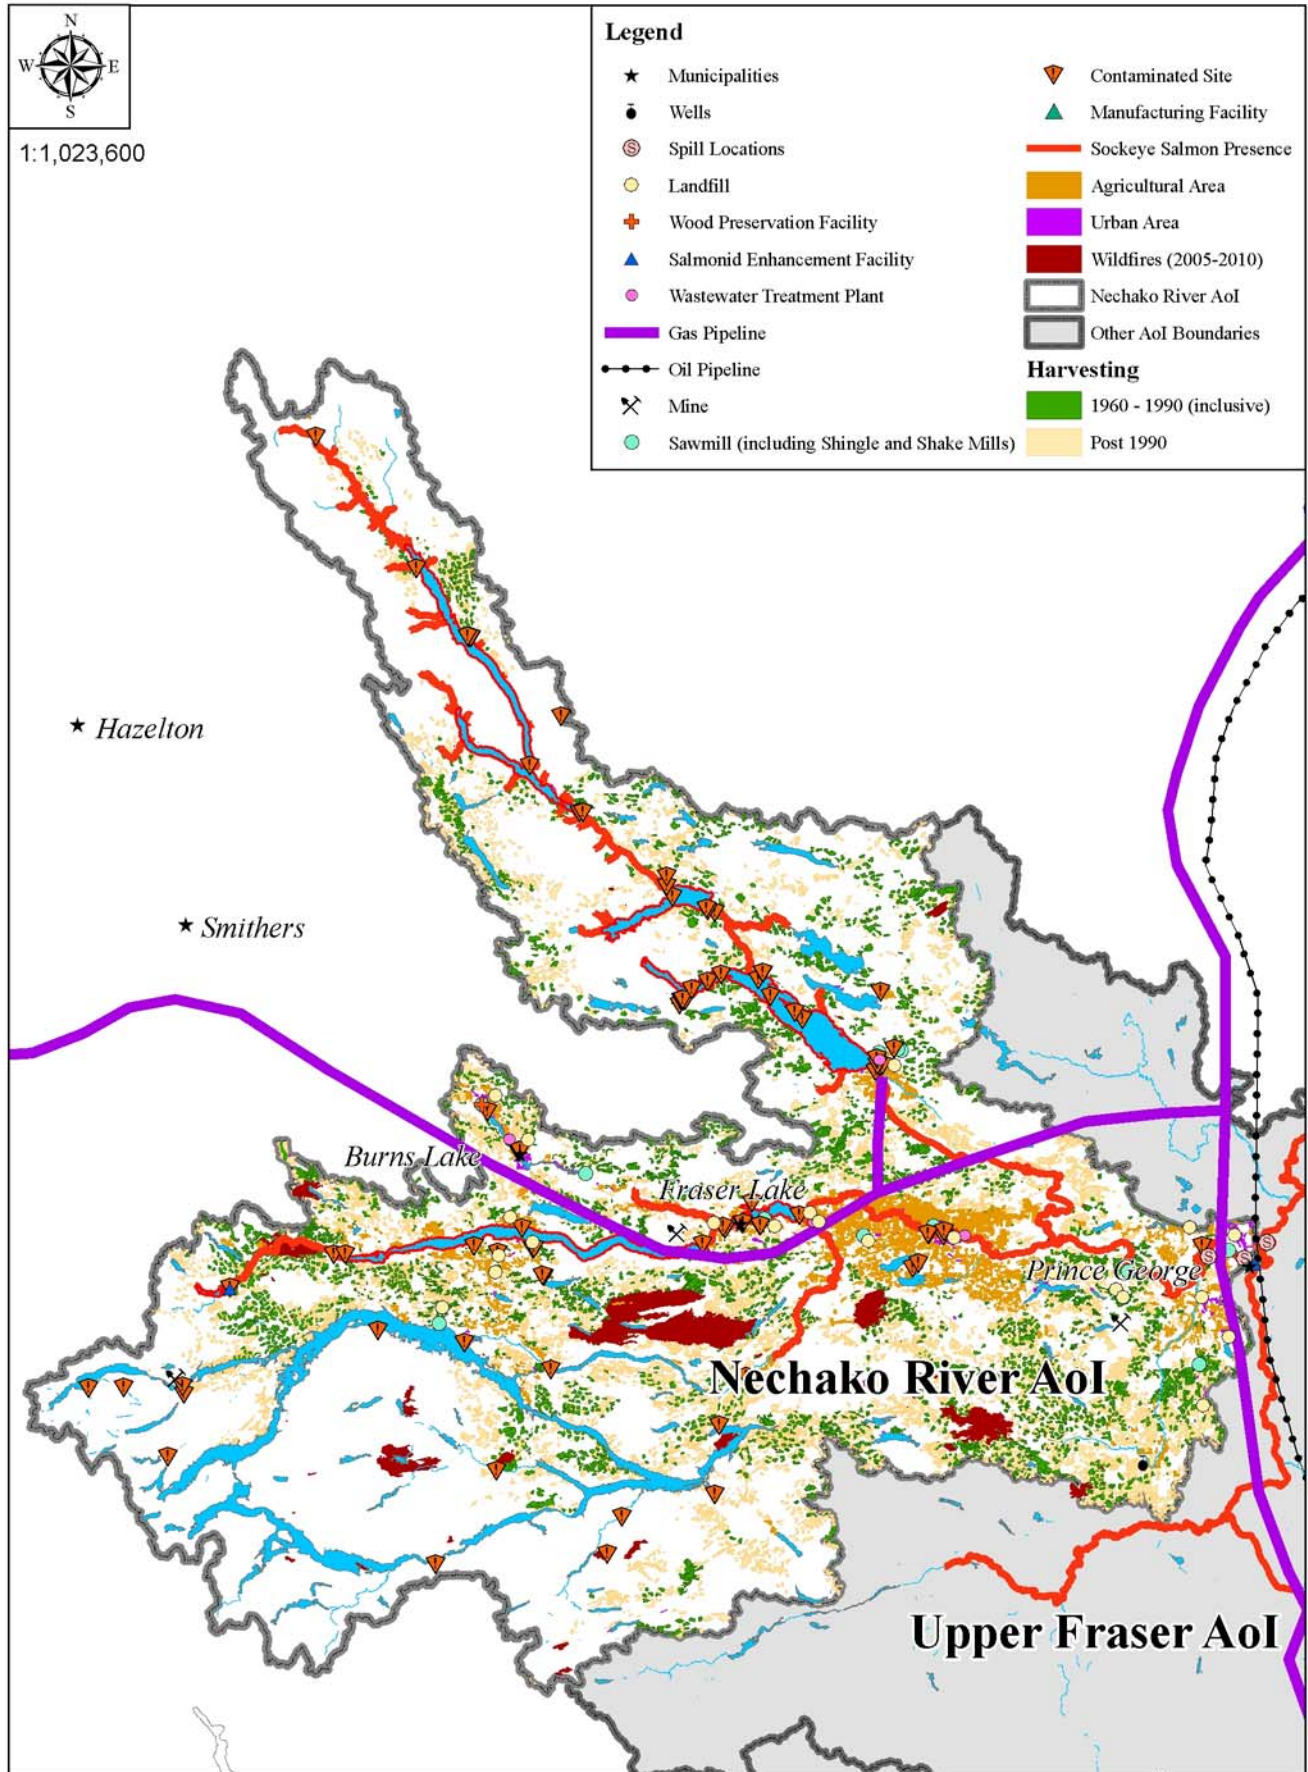 N
W E
S
1:1,023,600
Legend
Municipalities
Wells
Spill Locations
Landfill
Wood Preservation Facility
Salmonid Enhancement Facility
Wastewater Treatment Plant
Gas Pipeline
Oil Pipeline
Mine
Sawmill (including Shingle and Shake Mills)
Contaminated Site
Manufacturing Facility
Sockeye Salmon Presence
Agricultural Area
Urban Area
Wildfires (2005-2010)
Nechako River AoI
Other AoI Boundaries
Harvesting
1960 - 1990 (inclusive)
Post 1990
Hazelton
Smithers
Burns Lake
Fraser Lake
Prince George
Nechako River AoI
Upper Fraser AoI